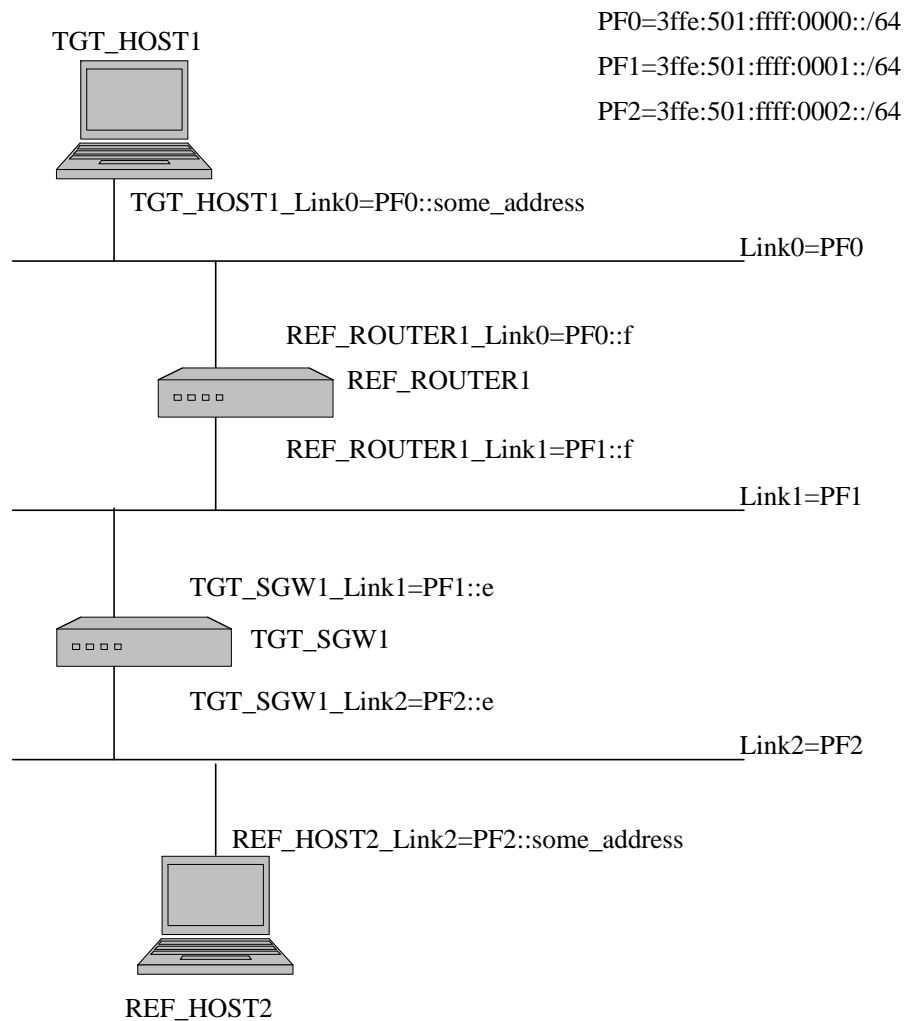 PF0=3ffe:501:ffff:0000::/64
TGT_HOST1
PF1=3ffe:501:ffff:0001::/64
PF2=3ffe:501:ffff:0002::/64
TGT_HOST1_Link0=PF0::some_address
Link0=PF0
REF_ROUTER1_Link0=PF0::f
REF_ROUTER1
REF_ROUTER1_Link1=PF1::f
Link1=PF1
TGT_SGW1_Link1=PF1::e
TGT_SGW1
TGT_SGW1_Link2=PF2::e
Link2=PF2
REF_HOST2_Link2=PF2::some_address
REF_HOST2